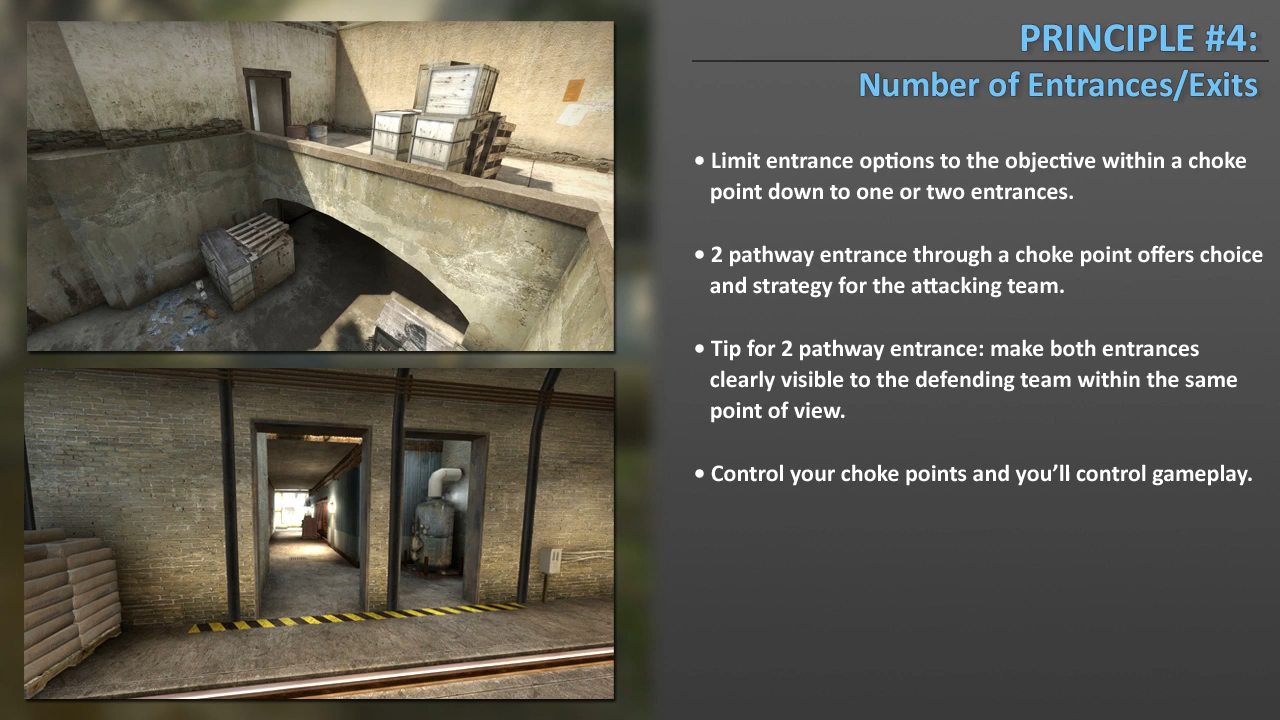 PRINCIPLE #4:
Number of Entrances/Exits
• Limit entrance options to the objective within a choke
point down to one or two entrances.
• 2 pathway entrance through a choke point offers choice
and strategy for the attacking team.
• Tip for 2 pathway entrance: make both entrances
clearly visible to the defending team within the same
point of view.
• Control your choke points and you’ll control gameplay.